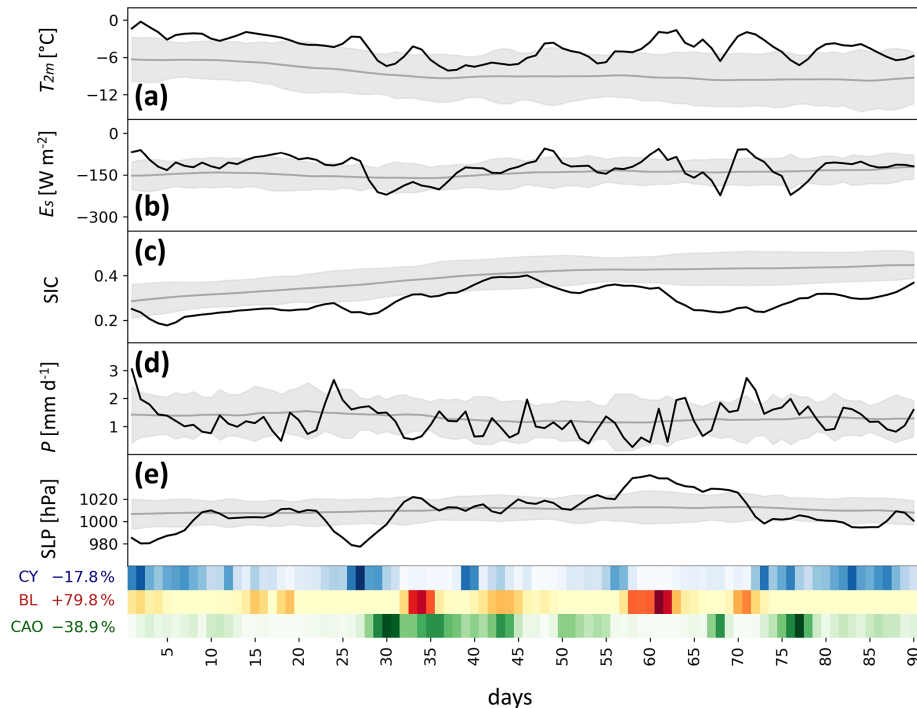 0
−6
−12
T2m [°C]
(a)
0
−150
−300
Es [W m⁻²]
(b)
(c)
0.4
0.2
SIC
(d)
3
2
1
P [mm d⁻¹]
(e)
1020
1000
980
SLP [hPa]
CY −17.8%
BL +79.8%
CAO −38.9%
5 10 15 20 25 30 35 40 45 50 55 60 65 70 75 80 85 90
days